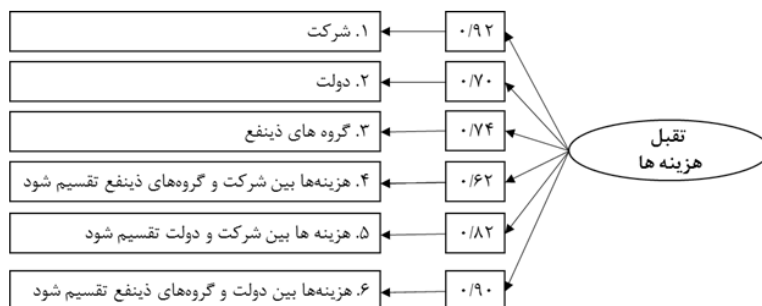 تقبل
هزینه ها
۰/۹۲
۱. شرکت
۰/۷۰
۲. دولت
۰/۷۴
۳. گروه های ذینفع
۰/۶۲
۴. هزینه‌ها بین شرکت و گروه‌های ذینفع تقسیم شود
۰/۸۲
۵. هزینه ها بین شرکت و دولت تقسیم شود
۰/۹۰
۶. هزینه‌ها بین دولت و گروه‌های ذینفع تقسیم شود